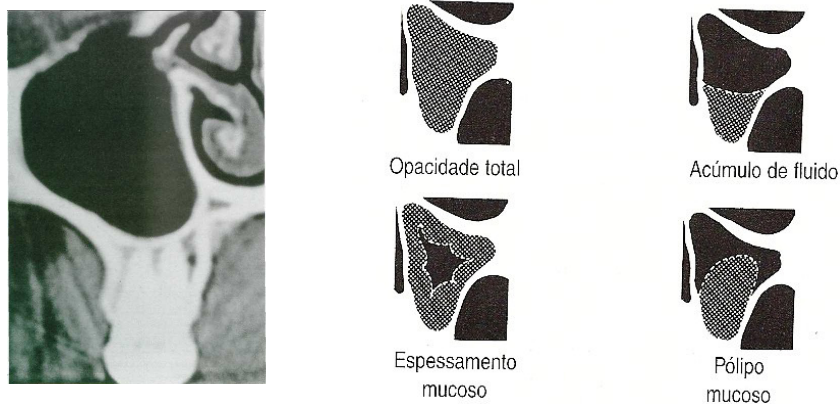 Opacidade total
Acúmulo de fluido
Espessamento
mucoso
Pólipo
mucoso